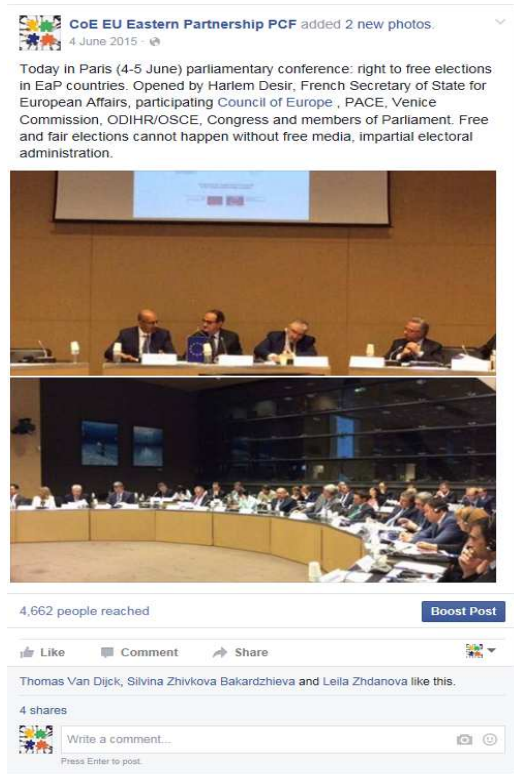 CoE EU Eastern Partnership PCF added 2 new photos.
4 June 2015 ·
Today in Paris (4-5 June) parliamentary conference: right to free elections
in EaP countries. Opened by Harlem Desir, French Secretary of State for
European Affairs, participating Council of Europe , PACE, Venice
Commission, ODIHR/OSCE, Congress and members of Parliament. Free
and fair elections cannot happen without free media, impartial electoral
administration.
4,662 people reached
Boost Post
Like Comment Share
Thomas Van Dijck, Silvina Zhivkova Bakardzhieva and Leila Zhdanova like this.
4 shares
Write a comment...
Press Enter to post.